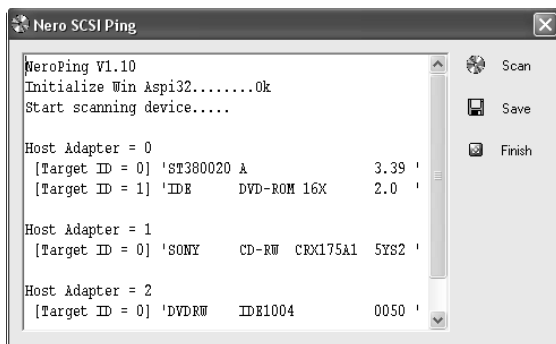 Nero SCSI Ping
NeroPing V1.10
Initialize Win Aspi32........Ok
Start scanning device.....
Host Adapter = 0
[Target ID = 0] 'ST380020 A 3.39 '
[Target ID = 1] 'IDE DVD-ROM 16X 2.0 '
Host Adapter = 1
[Target ID = 0] 'SONY CD-RW CRX175A1 5YS2 '
Host Adapter = 2
[Target ID = 0] 'DVDRW IDE1004 0050 '
Scan
Save
Finish